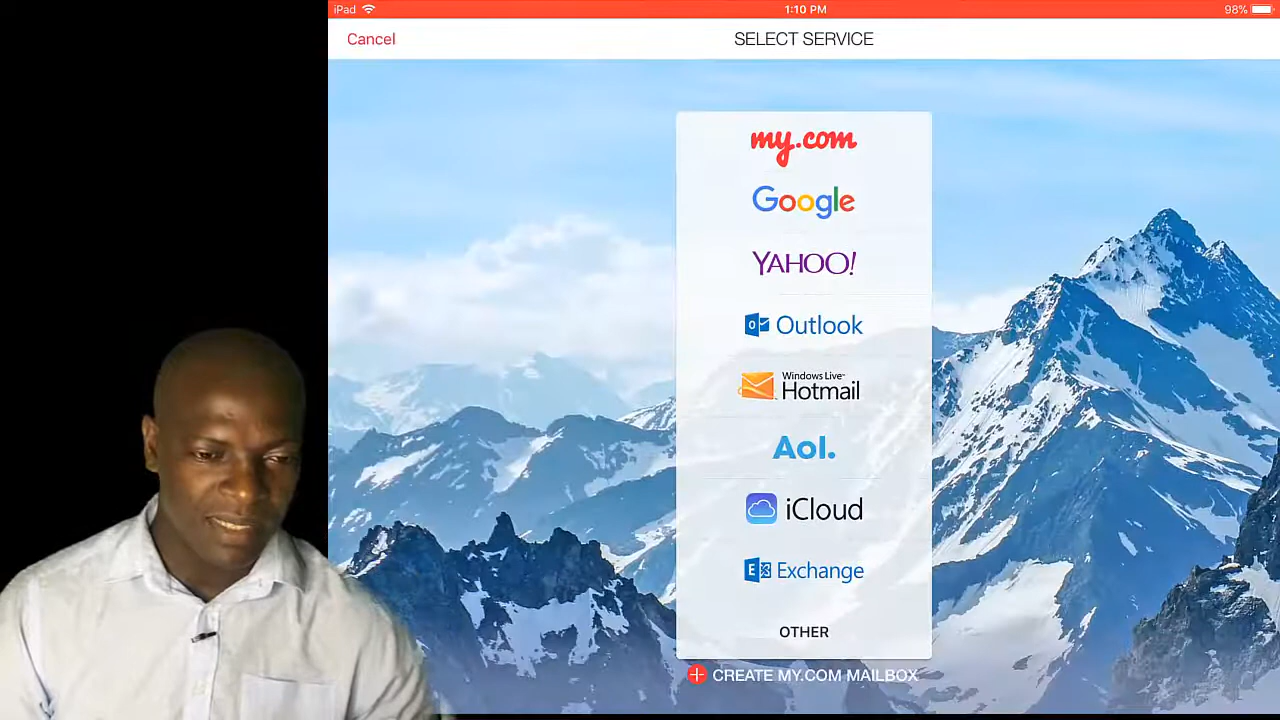 iPad 1:10 PM 98%
Cancel SELECT SERVICE
my.com
Google
YAHOO!
Outlook
Windows Live™
Hotmail
Aol.
iCloud
Exchange
OTHER
CREATE MY.COM MAILBOX